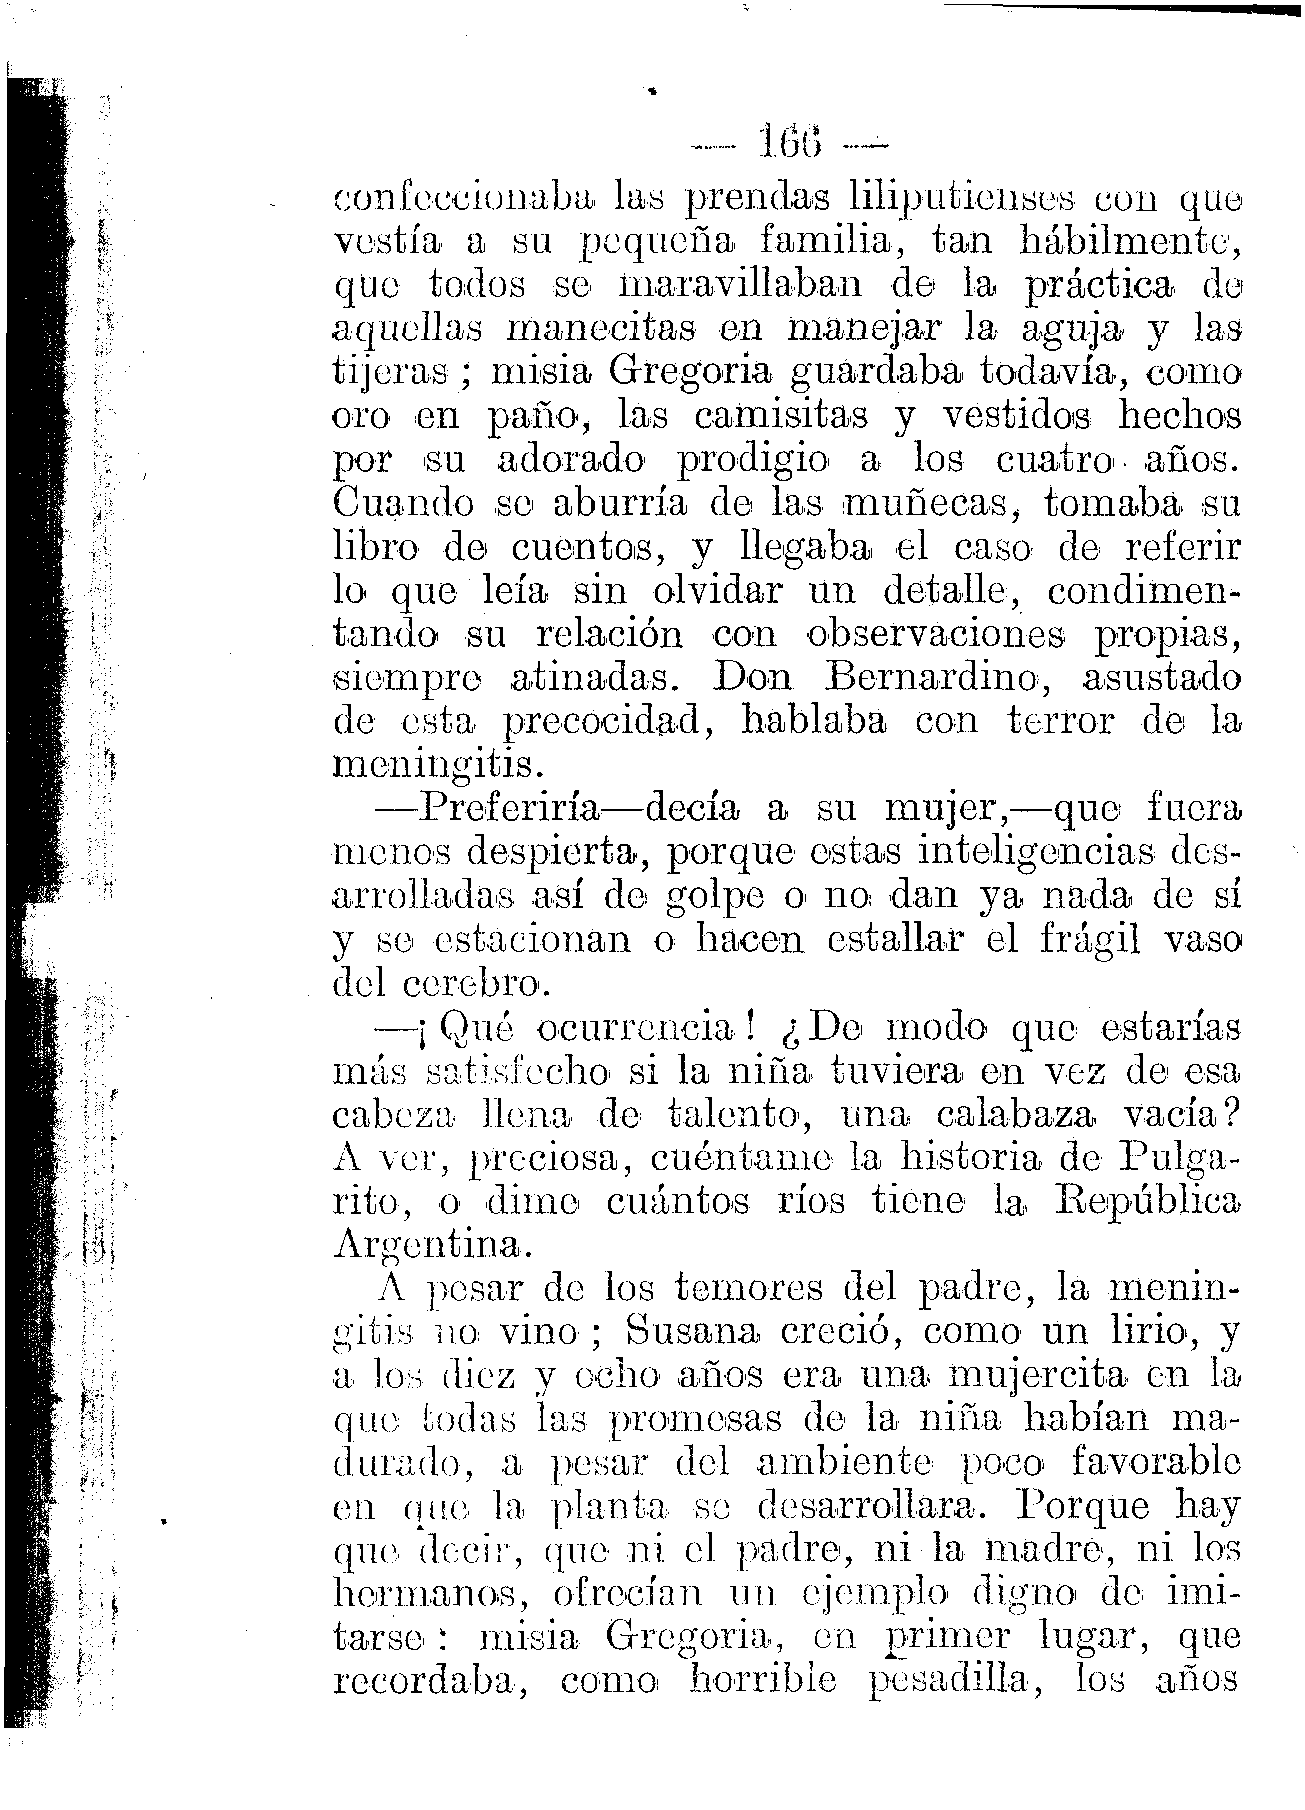 — 166 —
confeccionaba las prendas liliputienses con que
vestía a su pequeña familia, tan hábilmente,
que todos se maravillaban de la práctica de
aquellas manecitas en manejar la aguja y las
tijeras ; misia Gregoria guardaba todavía, como
oro en paño, las camisitas y vestidos hechos
por su adorado prodigio a los cuatro años.
Cuando se aburría de las muñecas, tomaba su
libro de cuentos, y llegaba el caso de referir
lo que leía sin olvidar un detalle, condimen-
tando su relación con observaciones propias,
siempre atinadas. Don Bernardino, asustado
de esta precocidad, hablaba con terror de la
meningitis.
—Preferiría—decía a su mujer,—que fuera
menos despierta, porque estas inteligencias des-
arrolladas así de golpe o no dan ya nada de sí
y se estacionan o hacen estallar el frágil vaso
del cerebro.
—¡ Qué ocurrencia ! ¿ De modo que estarías
más satisfecho si la niña tuviera en vez de esa
cabeza llena de talento, una calabaza vacía?
A ver, preciosa, cuéntame la historia de Pulga-
rito, o dime cuántos ríos tiene la República
Argentina.
A pesar de los temores del padre, la menin-
gitis no vino ; Susana creció, como un lirio, y
a los diez y ocho años era una mujercita en la
que todas las promesas de la niña habían ma-
durado, a pesar del ambiente poco favorable
en que la planta se desarrollara. Porque hay
que decir, que ni el padre, ni la madre, ni los
hermanos, ofrecían un ejemplo digno de imi-
tarse : misia Gregoria, en primer lugar, que
recordaba, como horrible pesadilla, los años